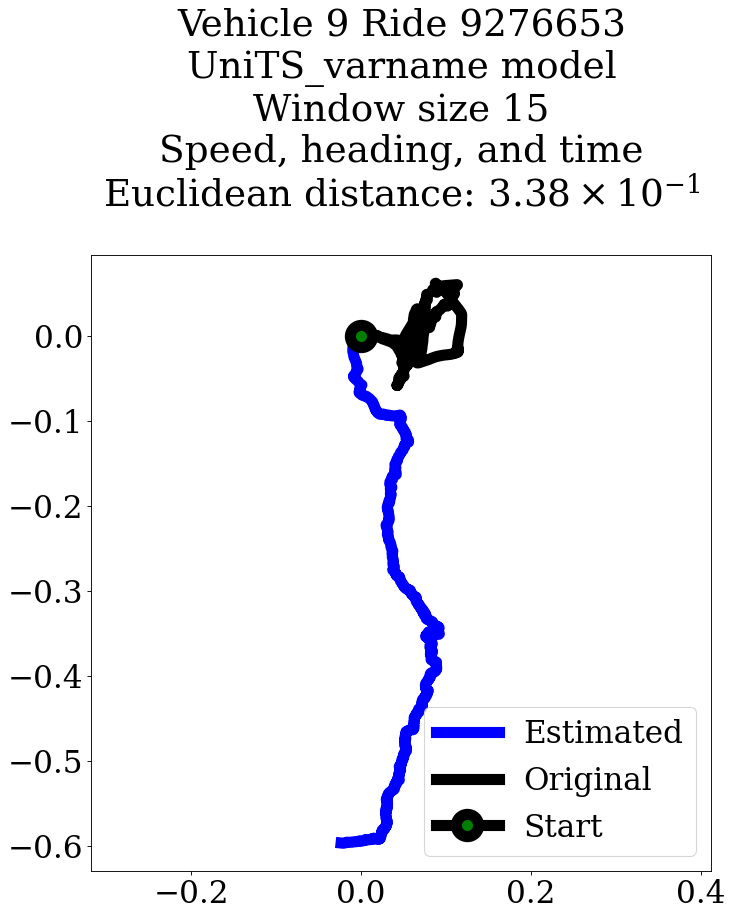 Vehicle 9 Ride 9276653
UniTS_varname model
Window size 15
Speed, heading, and time
Euclidean distance: $3.38 \times 10^{-1}$
0.0
−0.1
−0.2
−0.3
−0.4
−0.5
−0.6
−0.2 0.0 0.2 0.4
Estimated
Original
Start